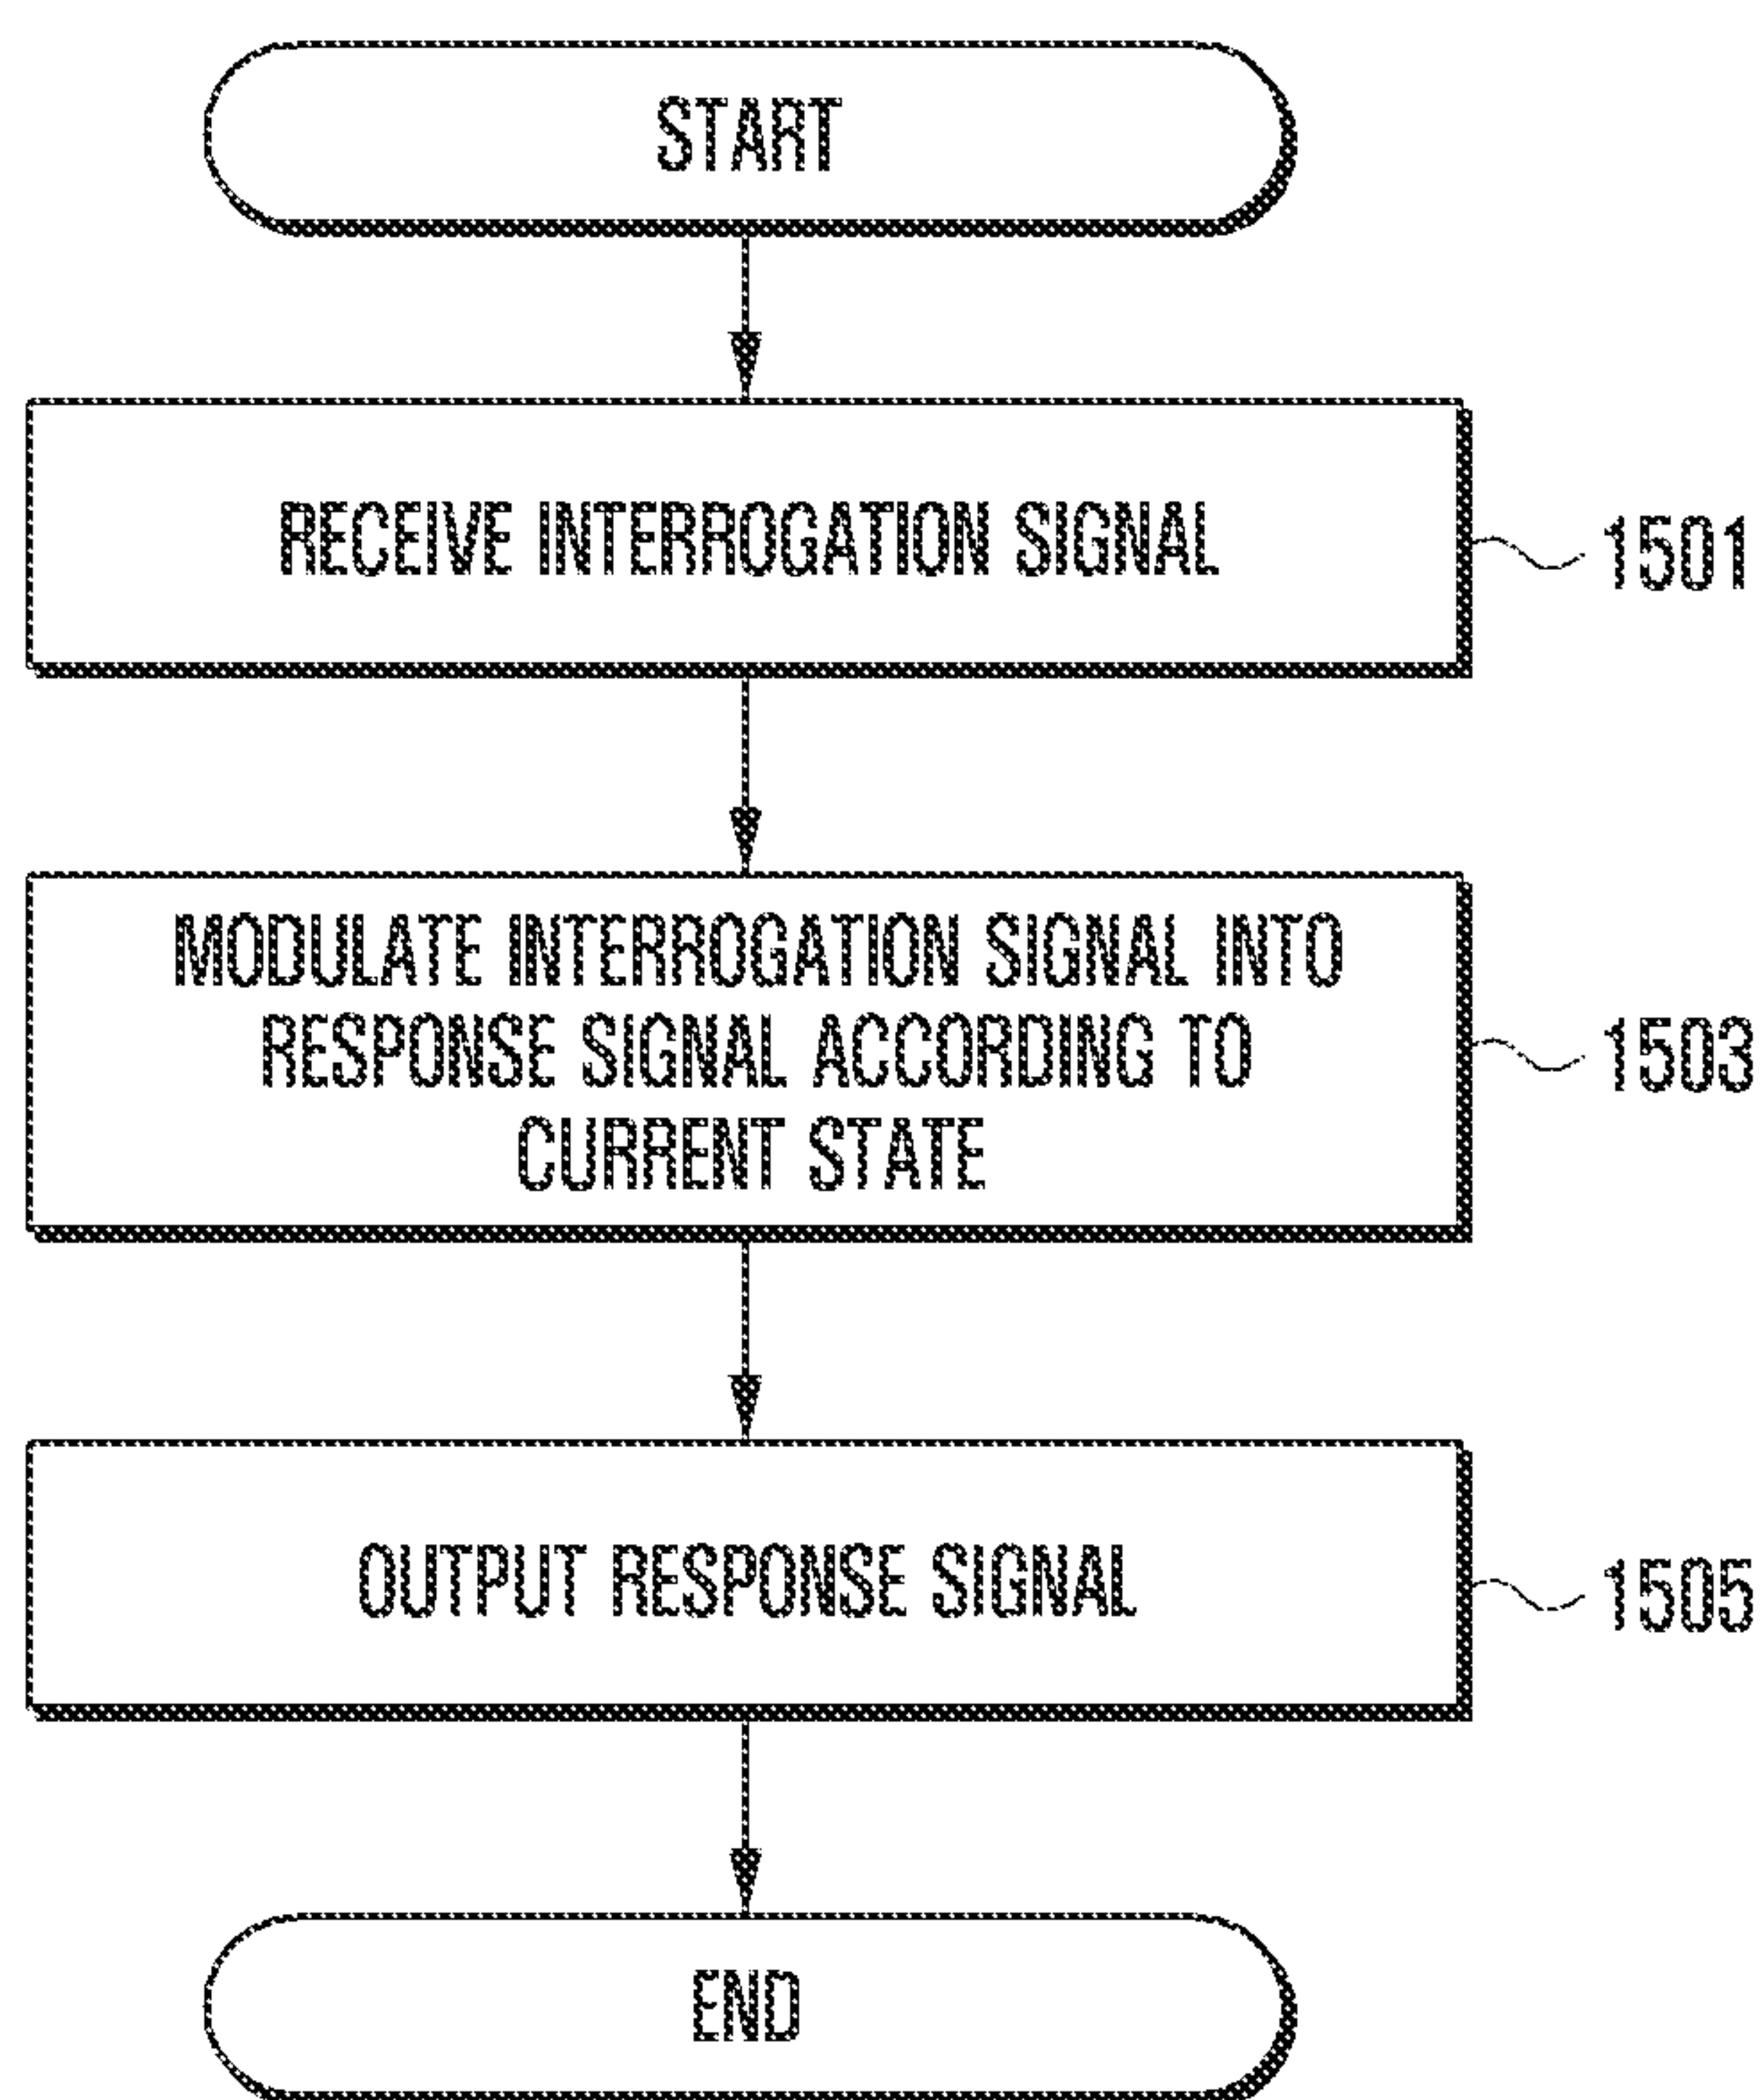 START
RECEIVE INTERROGATION SIGNAL
1501
MODULATE INTERROGATION SIGNAL INTO
RESPONSE SIGNAL ACCORDING TO
CURRENT STATE
1503
OUTPUT RESPONSE SIGNAL
1505
END